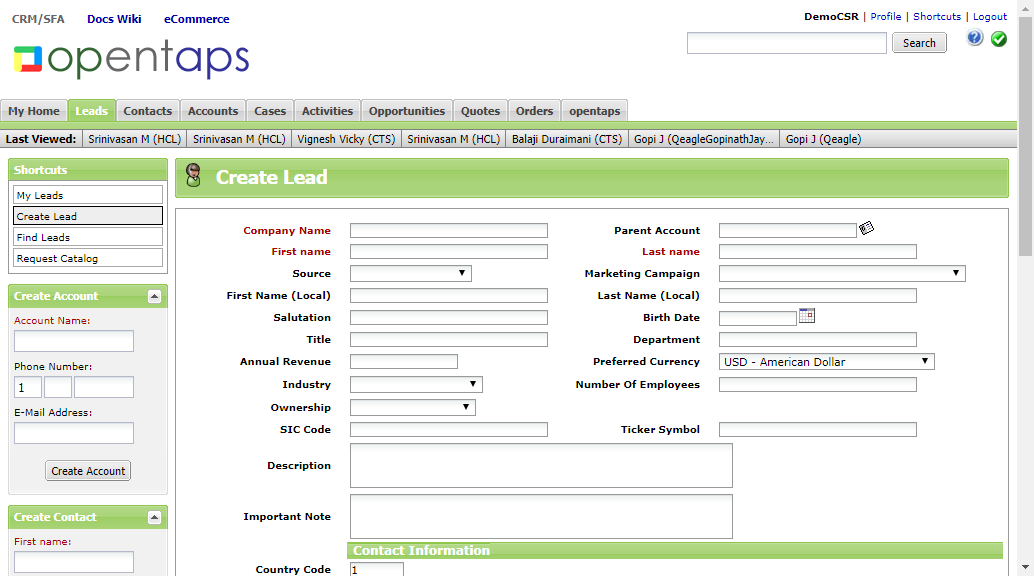 CRM/SFA Docs Wiki eCommerce
DemoCSR | Profile | Shortcuts | Logout
opentaps
Search
My Home Leads Contacts Accounts Cases Activities Opportunities Quotes Orders opentaps
Last Viewed: Srinivasan M (HCL) Srinivasan M (HCL) Vignesh Vicky (CTS) Srinivasan M (HCL) Balaji Duraimani (CTS) Gopi J (QeagleGopinathJay... Gopi J (Qeagle)
Shortcuts
My Leads
Create Lead
Find Leads
Request Catalog
Create Account
Account Name:
Phone Number:
1
E-Mail Address:
Create Account
Create Contact
First name:
Create Lead
Company Name Parent Account
First name Last name
Source Marketing Campaign
First Name (Local) Last Name (Local)
Salutation Birth Date
Title Department
Annual Revenue Preferred Currency USD - American Dollar
Industry Number Of Employees
Ownership
SIC Code Ticker Symbol
Description
Important Note
Contact Information
Country Code 1